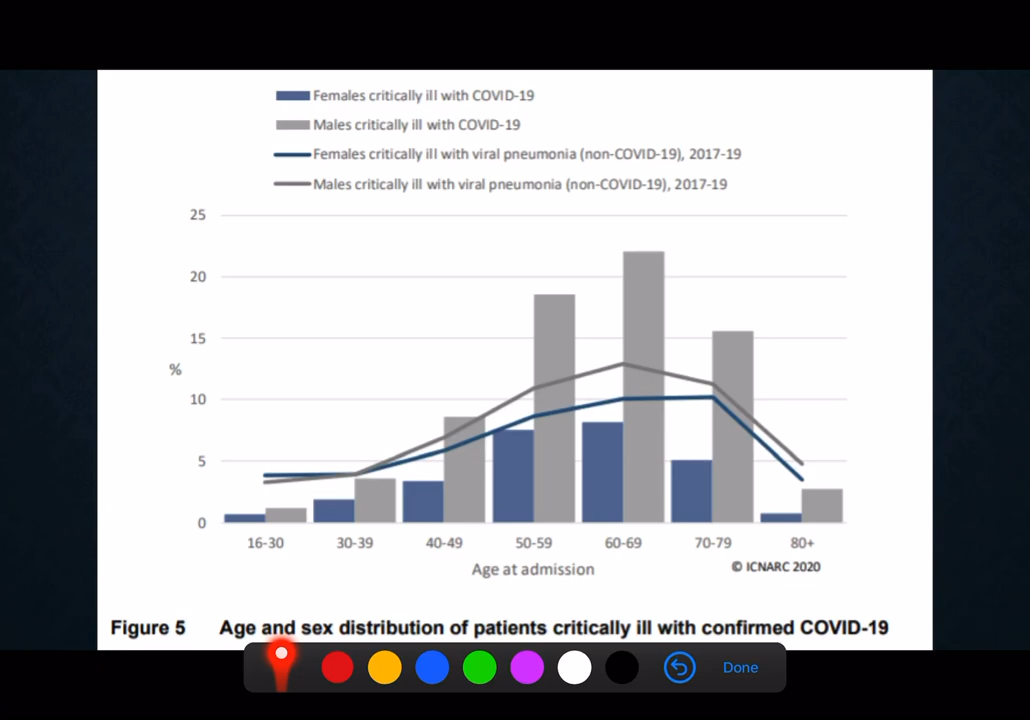 Females critically ill with COVID-19
Males critically ill with COVID-19
Females critically ill with viral pneumonia (non-COVID-19), 2017-19
Males critically ill with viral pneumonia (non-COVID-19), 2017-19
25
20
15
%
10
5
0
16-30 30-39 40-49 50-59 60-69 70-79 80+
Age at admission
© ICNARC 2020
Figure 5 Age and sex distribution of patients critically ill with confirmed COVID-19
Done